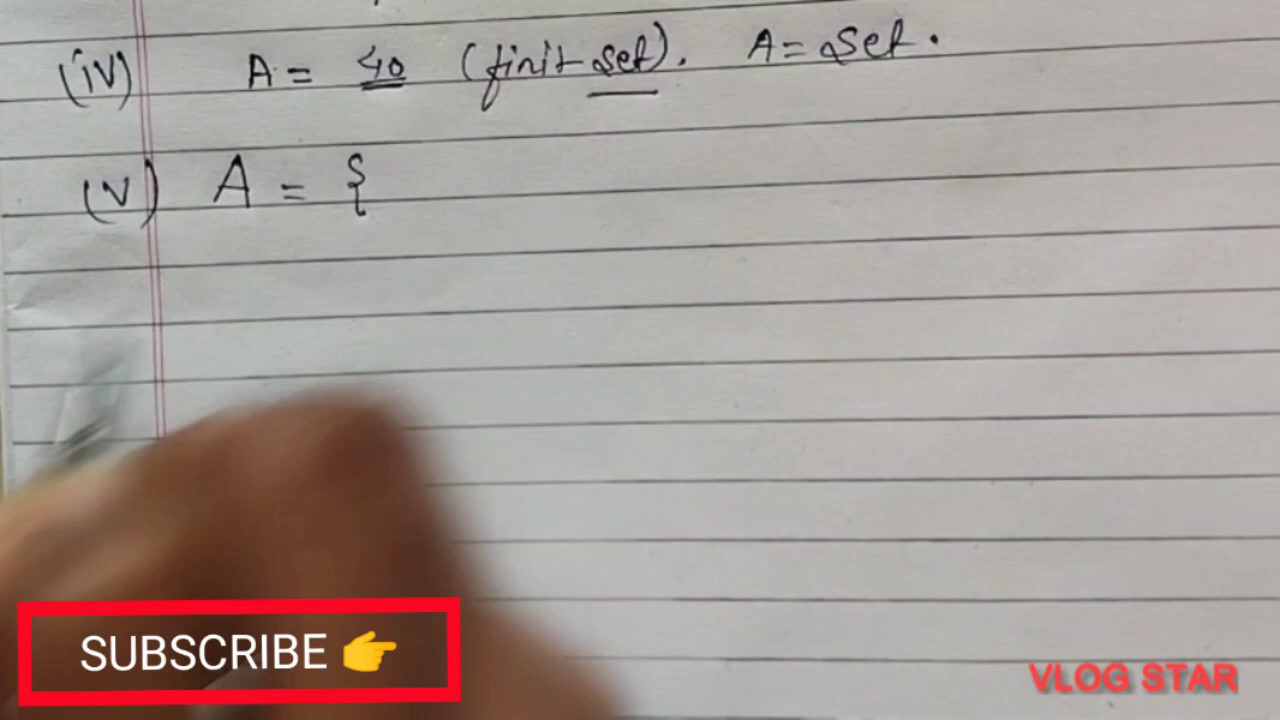 (iv) A = 40 (finit set). A = set.
(v) A = {
SUBSCRIBE 👉
VLOG STAR